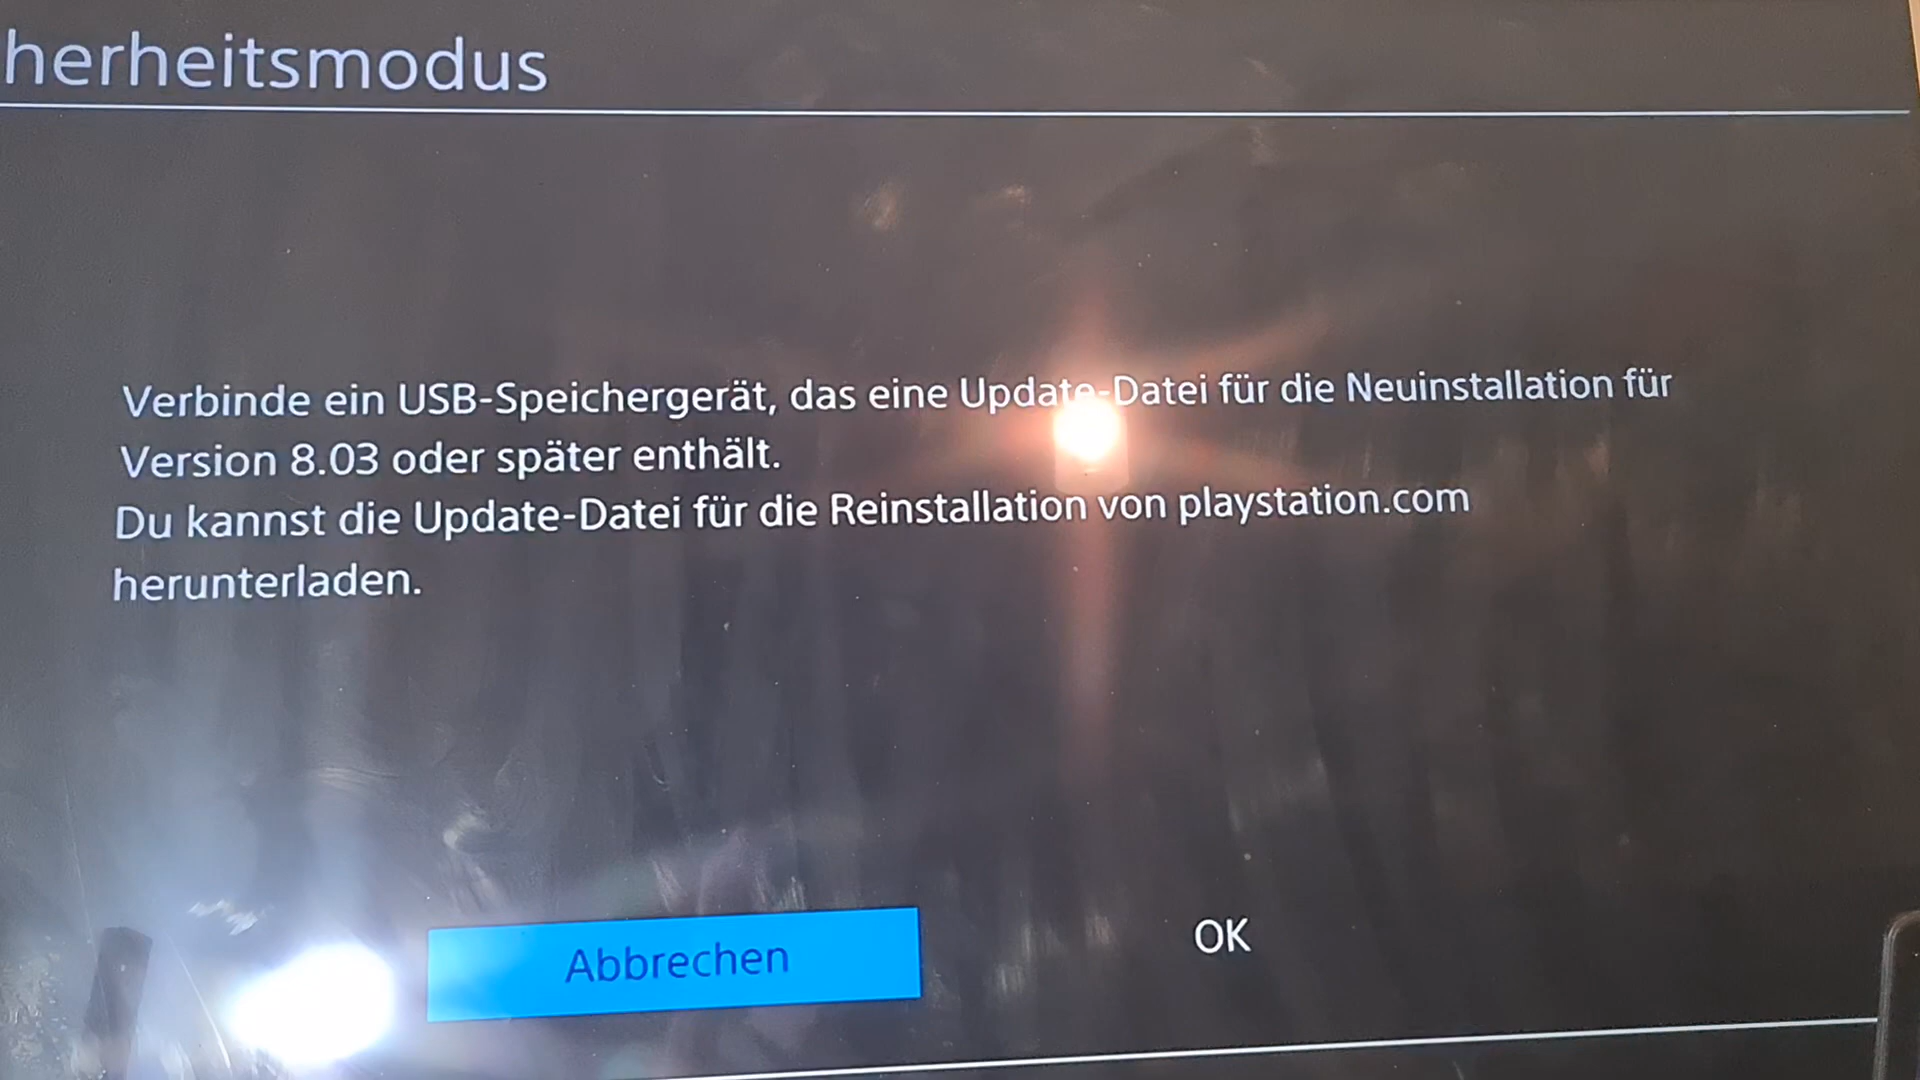 herheitsmodus
Verbinde ein USB-Speichergerät, das eine Update-Datei für die Neuinstallation für
Version 8.03 oder später enthält.
Du kannst die Update-Datei für die Reinstallation von playstation.com
herunterladen.
Abbrechen
OK